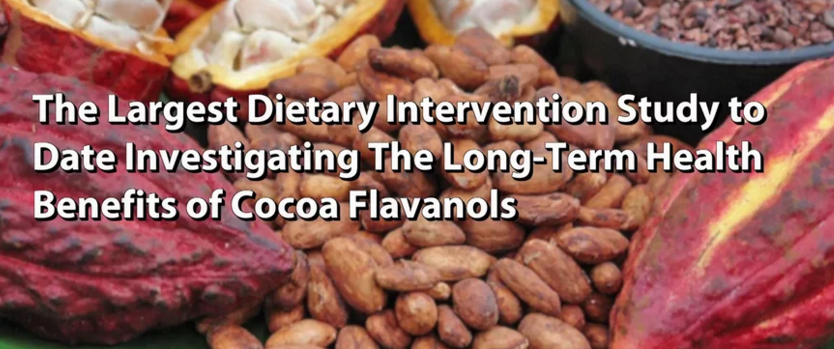 The Largest Dietary Intervention Study to
Date Investigating The Long-Term Health
Benefits of Cocoa Flavanols